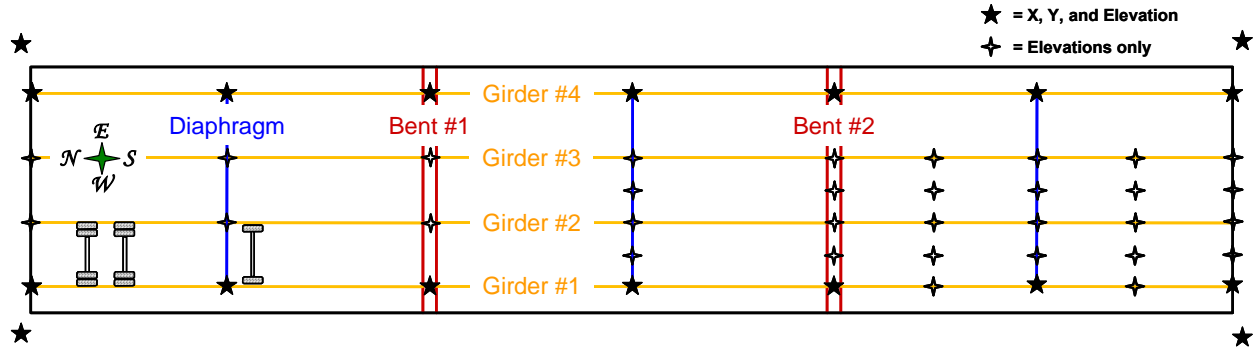 = X, Y, and Elevation
= Elevations only
Girder #4
Diaphragm
Bent #1
Bent #2
E
N
S
Girder #3
W
Girder #2
Girder #1